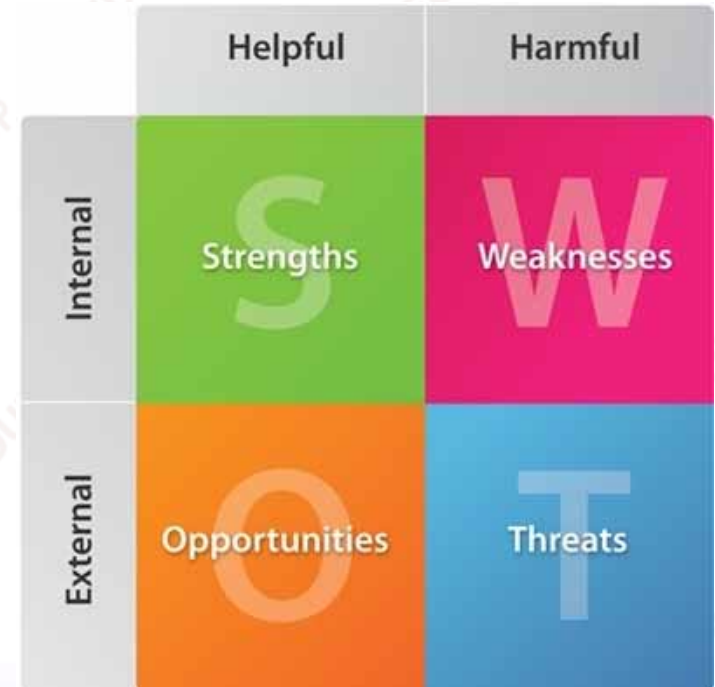 Helpful Harmful
Internal
S
Strengths
W
Weaknesses
External
O
Opportunities
T
Threats